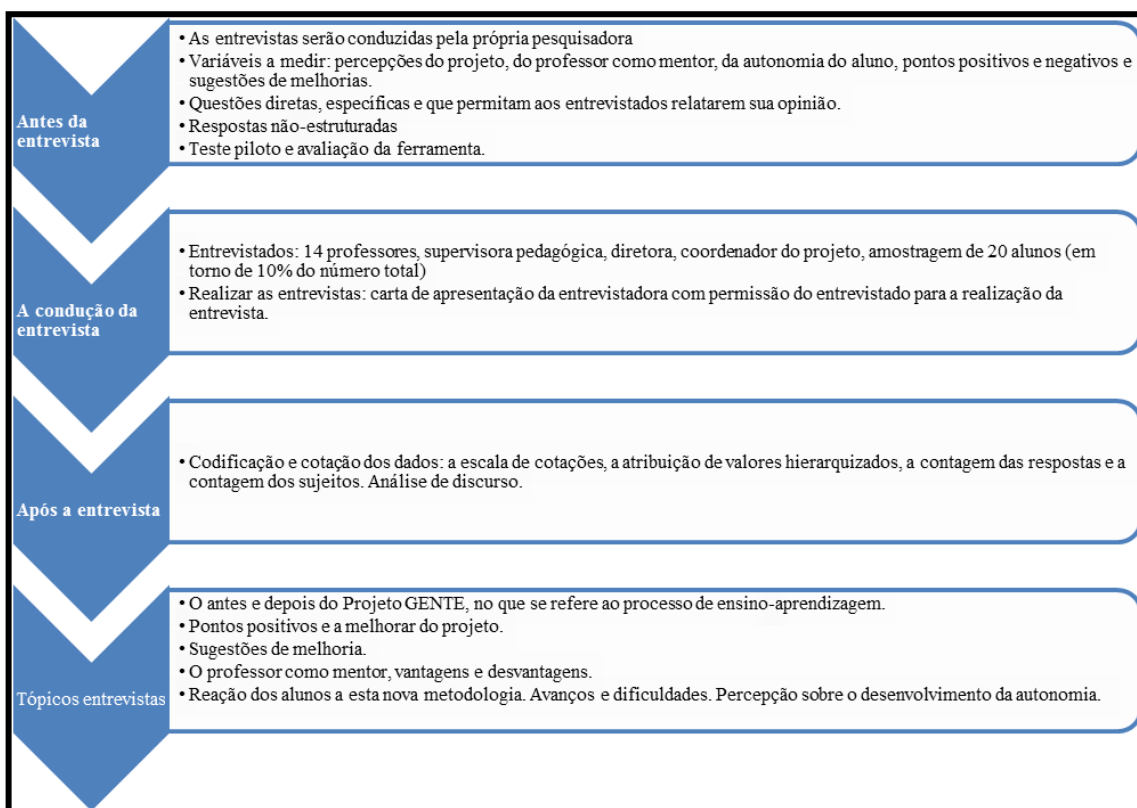 Antes da
entrevista
• As entrevistas serão conduzidas pela própria pesquisadora
• Variáveis a medir: percepções do projeto, do professor como mentor, da autonomia do aluno, pontos positivos e negativos e
sugestões de melhorias.
• Questões diretas, específicas e que permitam aos entrevistados relatarem sua opinião.
• Respostas não-estruturadas
• Teste piloto e avaliação da ferramenta.
A condução da
entrevista
• Entrevistados: 14 professores, supervisora pedagógica, diretora, coordenador do projeto, amostragem de 20 alunos (em
torno de 10% do número total)
• Realizar as entrevistas: carta de apresentação da entrevistadora com permissão do entrevistado para a realização da
entrevista.
Após a entrevista
• Codificação e cotação dos dados: a escala de cotações, a atribuição de valores hierarquizados, a contagem das respostas e a
contagem dos sujeitos. Análise de discurso.
Tópicos entrevistas
• O antes e depois do Projeto GENTE, no que se refere ao processo de ensino-aprendizagem.
• Pontos positivos e a melhorar do projeto.
• Sugestões de melhoria.
• O professor como mentor, vantagens e desvantagens.
• Reação dos alunos a esta nova metodologia. Avanços e dificuldades. Percepção sobre o desenvolvimento da autonomia.